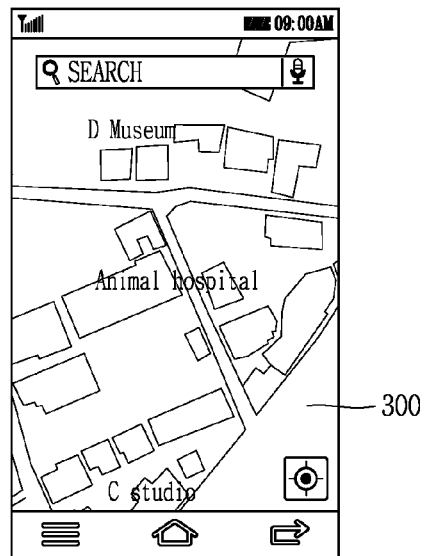 09:00AM
SEARCH
D Museum
Animal hospital
300
C studio